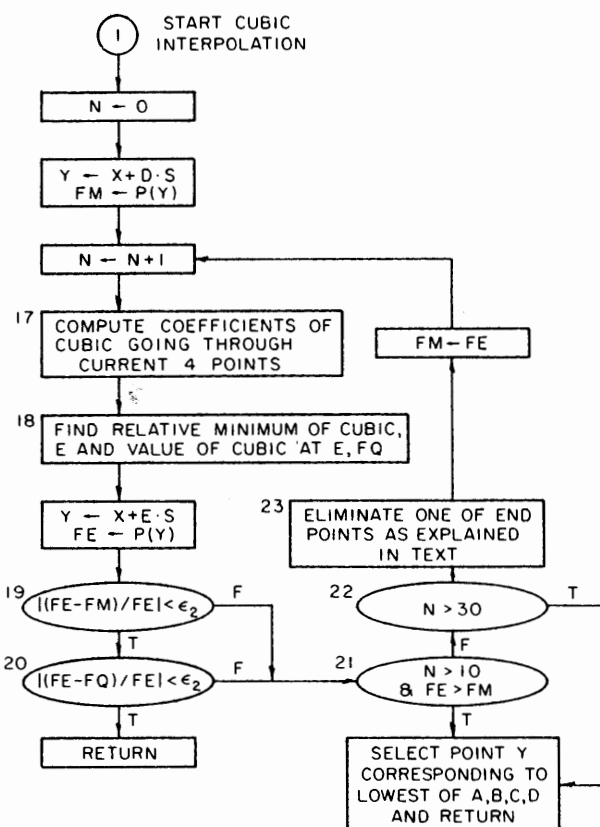 1
START CUBIC
INTERPOLATION
N ← 0
Y ← X+D·S
FM ← P(Y)
N ← N+1
17
COMPUTE COEFFICIENTS OF
CUBIC GOING THROUGH
CURRENT 4 POINTS
FM←FE
18
FIND RELATIVE MINIMUM OF CUBIC,
E AND VALUE OF CUBIC AT E, FQ
Y ← X+E·S
FE ← P(Y)
23
ELIMINATE ONE OF END
POINTS AS EXPLAINED
IN TEXT
19
|(FE-FM)/FE|<ϵ₂
F
T
22
N>30
T
F
20
|(FE-FQ)/FE|<ϵ₂
F
T
21
N>10
& FE>FM
T
RETURN
SELECT POINT Y
CORRESPONDING TO
LOWEST OF A,B,C,D
AND RETURN